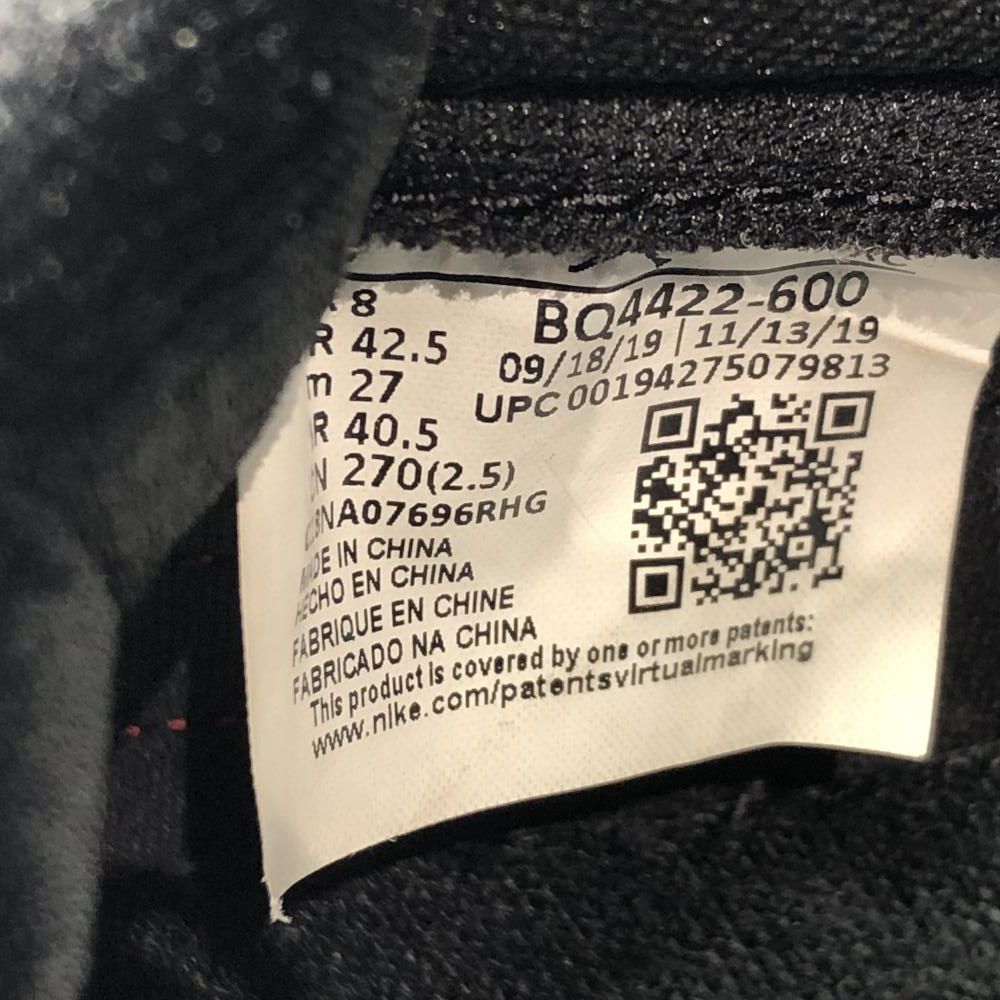 8
R 42.5
m 27
R 40.5
N 270(2.5)
NA07696RHG
BQ4422-600
09/18/19 | 11/13/19
UPC 00194275079813
MADE IN CHINA
HECHO EN CHINA
FABRIQUE EN CHINE
FABRICADO NA CHINA
This product is covered by one or more patents:
www.nike.com/patentsvirtualmarking